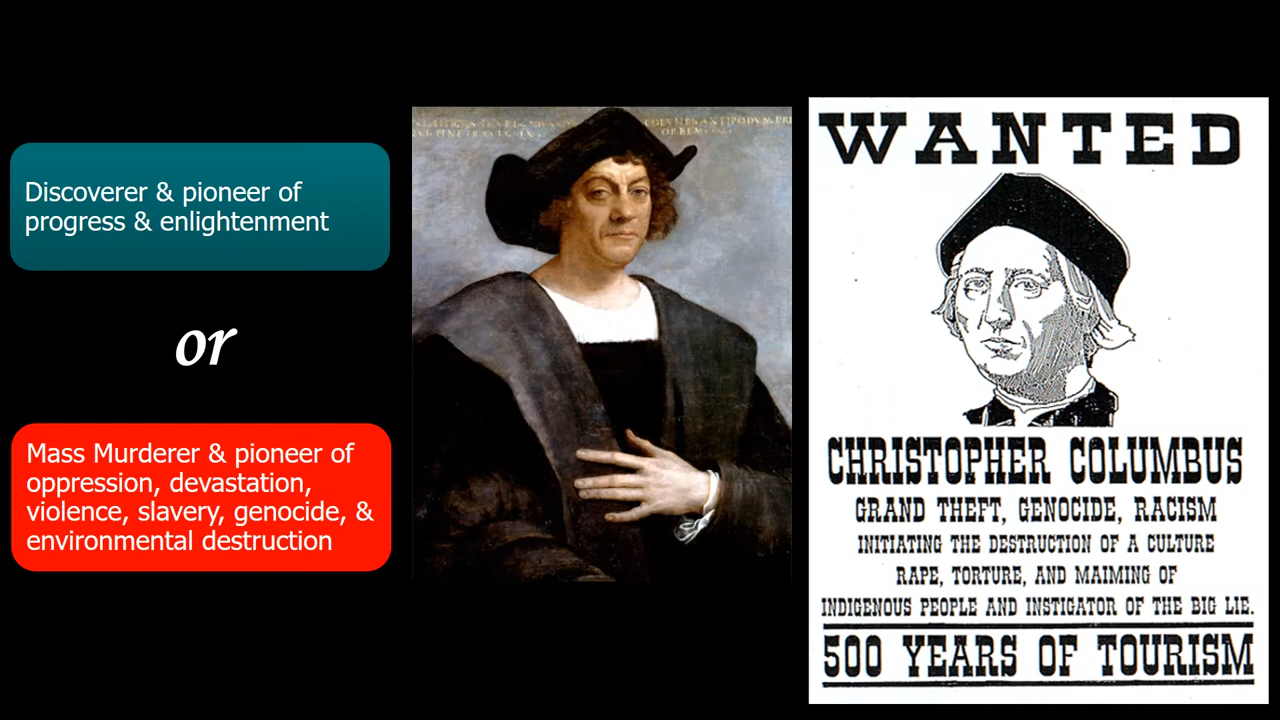 Discoverer & pioneer of
progress & enlightenment
or
Mass Murderer & pioneer of
oppression, devastation,
violence, slavery, genocide, &
environmental destruction
WANTED
CHRISTOPHER COLUMBUS
GRAND THEFT, GENOCIDE, RACISM
INITIATING THE DESTRUCTION OF A CULTURE
RAPE, TORTURE, AND MAIMING OF
INDIGENOUS PEOPLE AND INSTIGATOR OF THE BIG LIE.
500 YEARS OF TOURISM